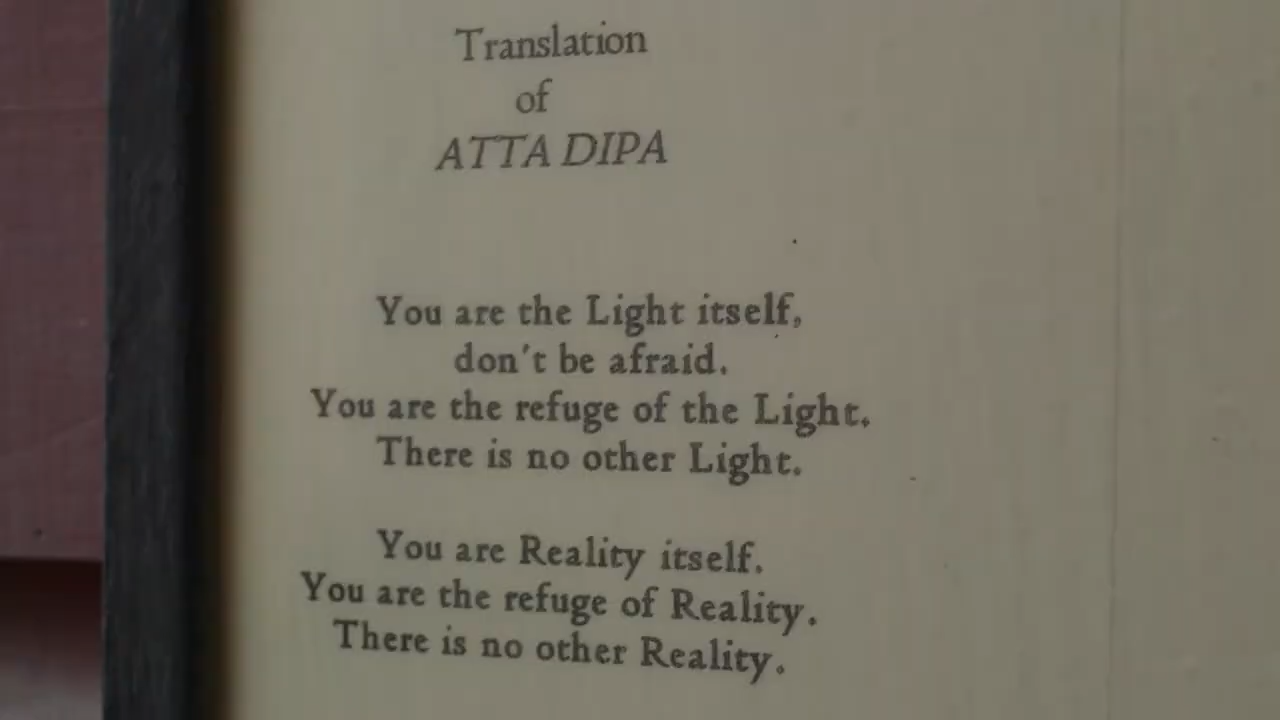 Translation
of
ATTA DIPA
You are the Light itself,
don't be afraid.
You are the refuge of the Light.
There is no other Light.
You are Reality itself.
You are the refuge of Reality.
There is no other Reality.